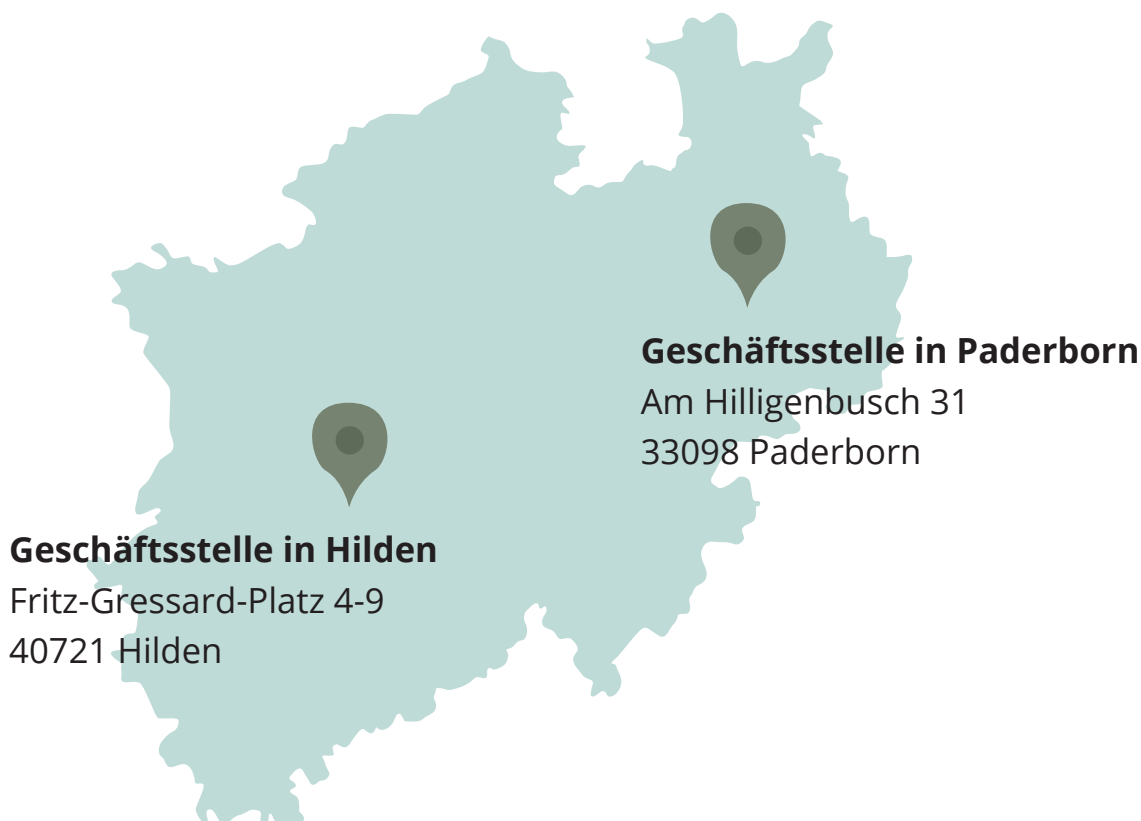 Geschäftsstelle in Paderborn
Am Hilligenbusch 31
33098 Paderborn
Geschäftsstelle in Hilden
Fritz-Gressard-Platz 4-9
40721 Hilden